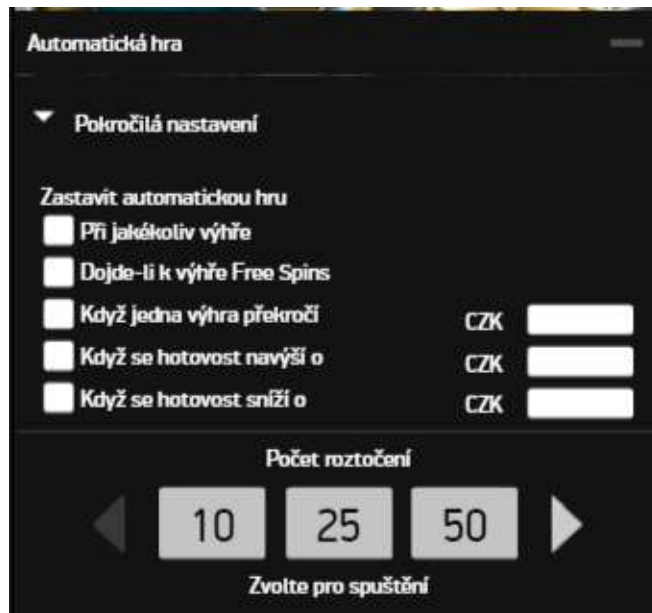 Automatická hra
Pokročilá nastavení
Zastavit automatickou hru
Při jakékoliv výhře
Dojde-li k výhře Free Spins
Když jedna výhra překročí CZK
Když se hotovost navýší o CZK
Když se hotovost sníží o CZK
Počet roztočení
10 25 50
Zvolte pro spuštění